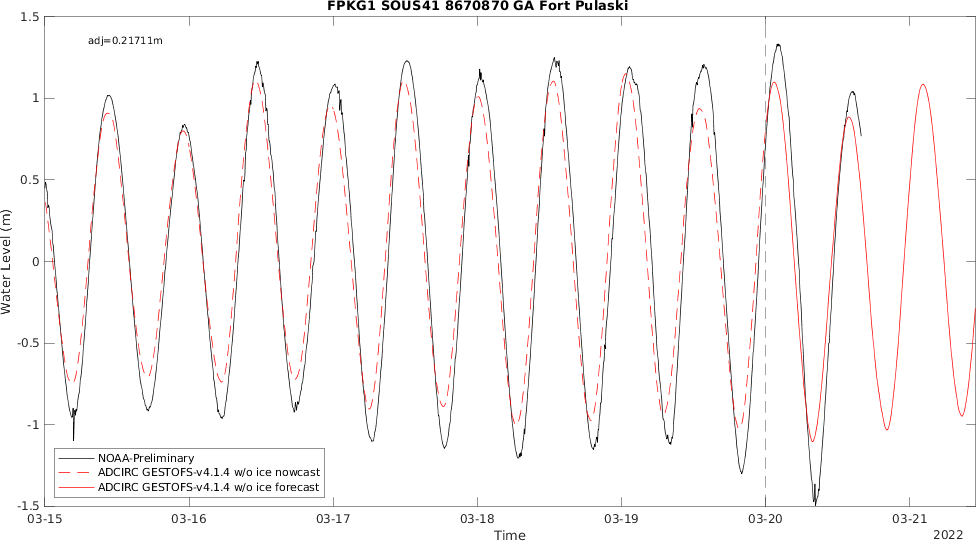 FPKG1 SOUS41 8670870 GA Fort Pulaski
adj=0.21711m
1.5
1
0.5
0
-0.5
-1
-1.5
Water Level (m)
NOAA-Preliminary
ADCIRC GESTOFS-v4.1.4 w/o ice nowcast
ADCIRC GESTOFS-v4.1.4 w/o ice forecast
03-15 03-16 03-17 03-18 03-19 03-20 03-21
Time
2022